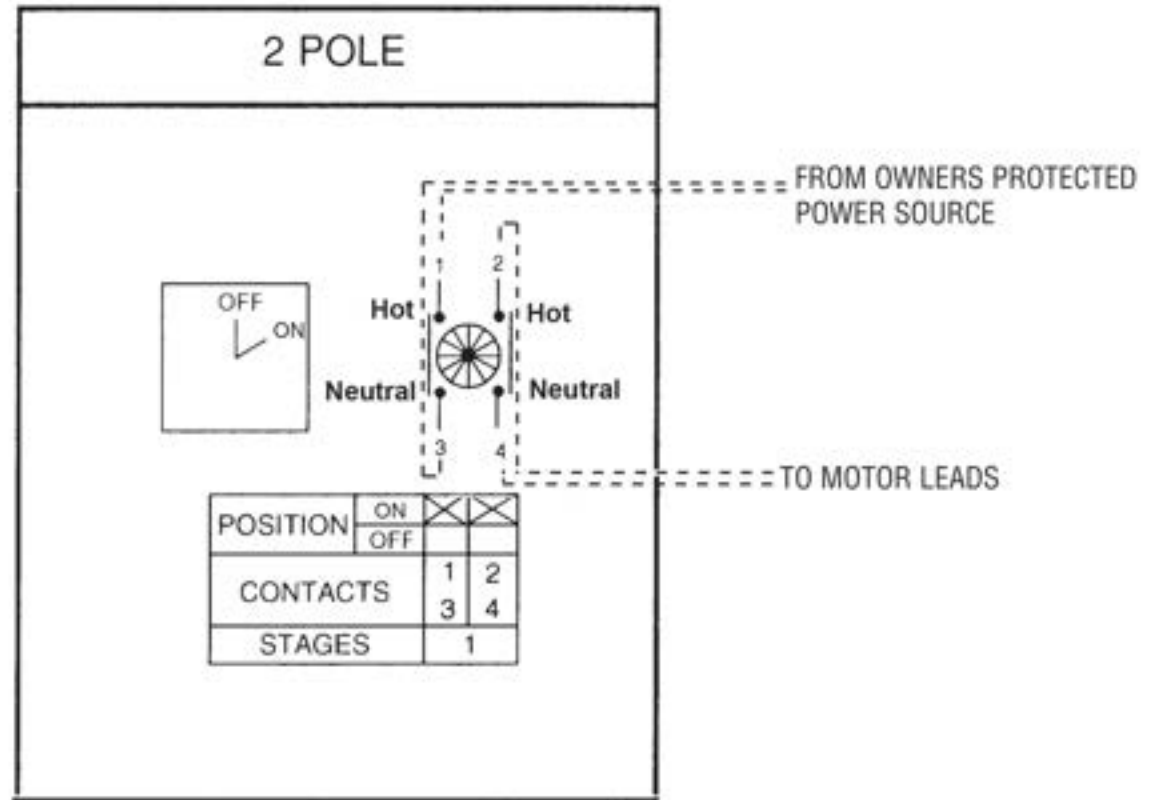 2 POLE
FROM OWNERS PROTECTED
POWER SOURCE
1 2
OFF
ON
Hot Hot
Neutral Neutral
3 4
TO MOTOR LEADS
POSITION ON
OFF
CONTACTS 1 2
3 4
STAGES 1